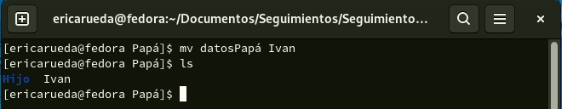 ericarueda@fedora:~/Documentos/Seguimientos/Seguimiento...
[ericarueda@fedora Papá]$ mv datosPapá Ivan
[ericarueda@fedora Papá]$ ls
Hijo  Ivan
[ericarueda@fedora Papá]$